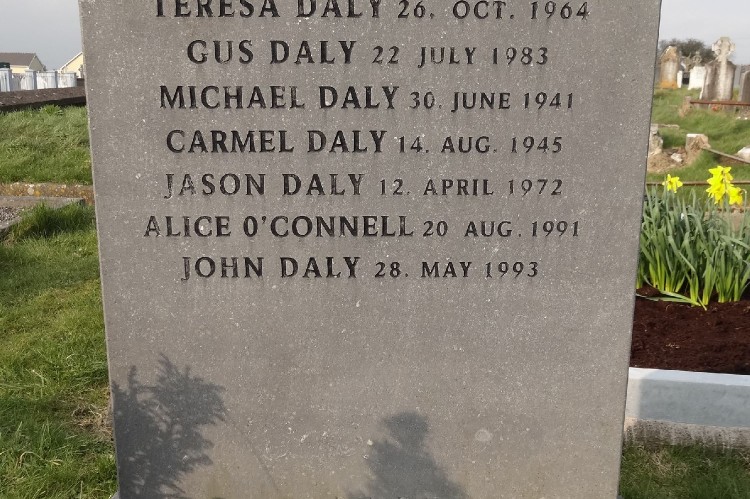 TERESA DALY 26. OCT. 1964
GUS DALY 22 JULY 1983
MICHAEL DALY 30. JUNE 1941
CARMEL DALY 14. AUG. 1945
JASON DALY 12. APRIL 1972
ALICE O'CONNELL 20 AUG. 1991
JOHN DALY 28. MAY 1993